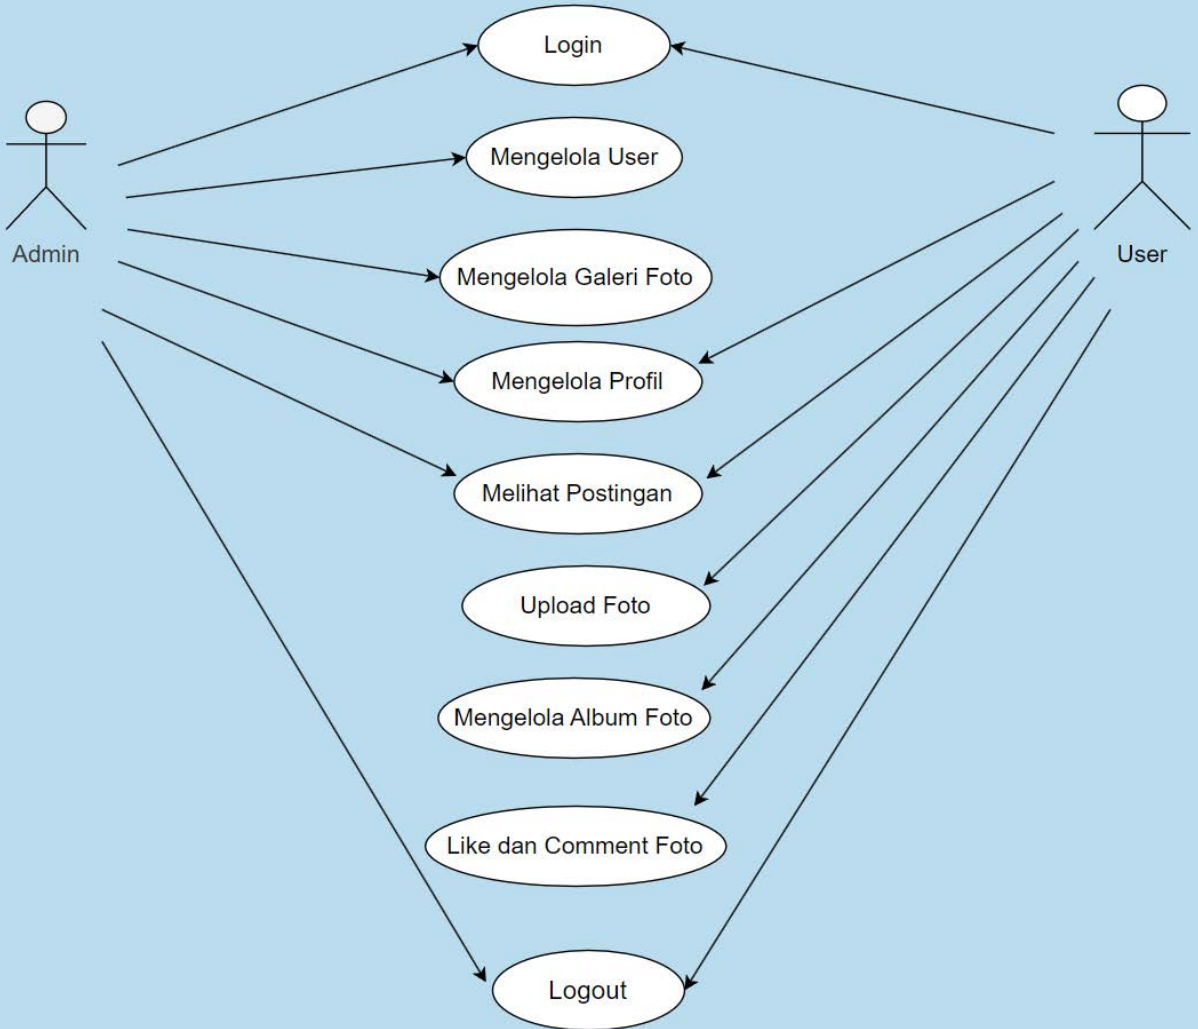 Login
Mengelola User
Admin
User
Mengelola Galeri Foto
Mengelola Profil
Melihat Postingan
Upload Foto
Mengelola Album Foto
Like dan Comment Foto
Logout